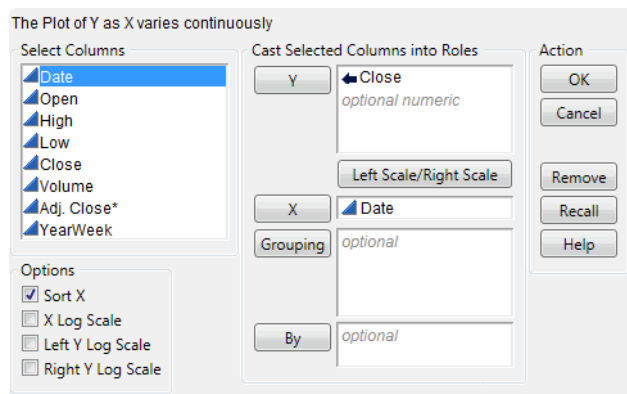 The Plot of Y as X varies continuously
Select Columns
Date
Open
High
Low
Close
Volume
Adj. Close*
YearWeek
Options
Sort X
X Log Scale
Left Y Log Scale
Right Y Log Scale
Cast Selected Columns into Roles
Y
Close
optional numeric
Left Scale/Right Scale
X
Date
Grouping
optional
By
optional
Action
OK
Cancel
Remove
Recall
Help